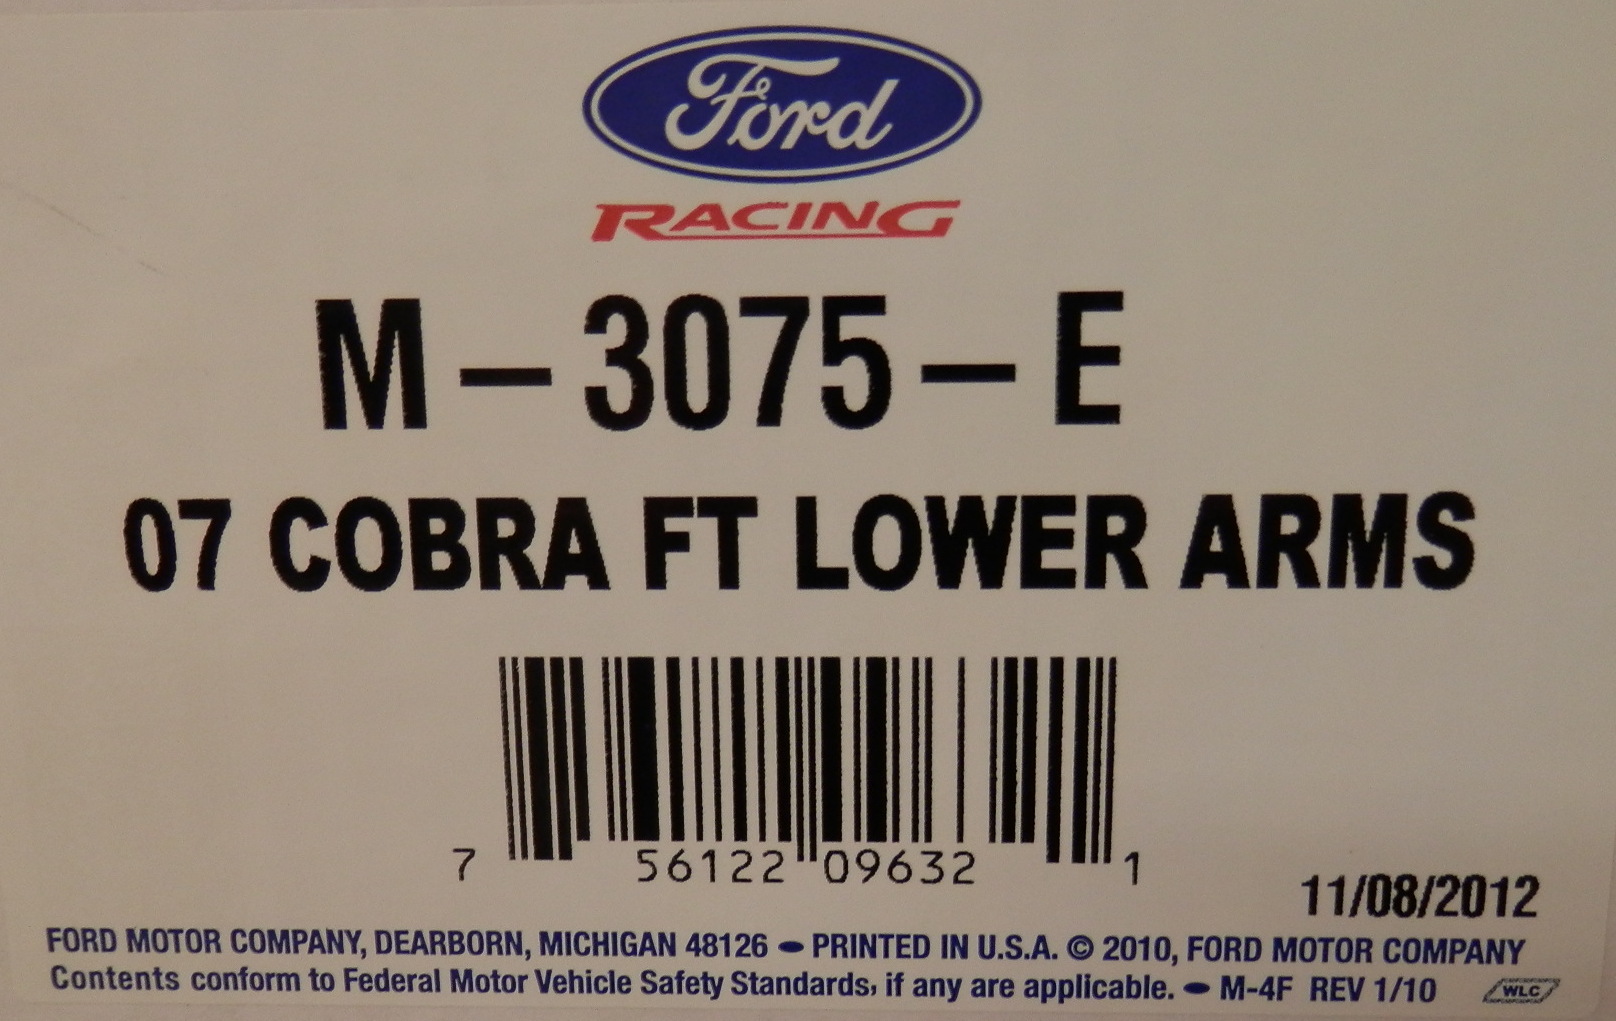 Ford
RACING
M-3075-E
07 COBRA FT LOWER ARMS
7 56122 09632 1
11/08/2012
FORD MOTOR COMPANY, DEARBORN, MICHIGAN 48126 - PRINTED IN U.S.A. © 2010, FORD MOTOR COMPANY
Contents conform to Federal Motor Vehicle Safety Standards, if any are applicable. - M-4F REV 1/10 WLC